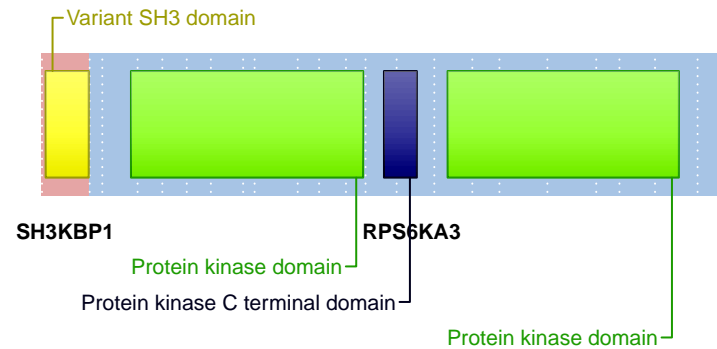 Variant SH3 domain
SH3KBP1
RPS6KA3
Protein kinase domain
Protein kinase C terminal domain
Protein kinase domain